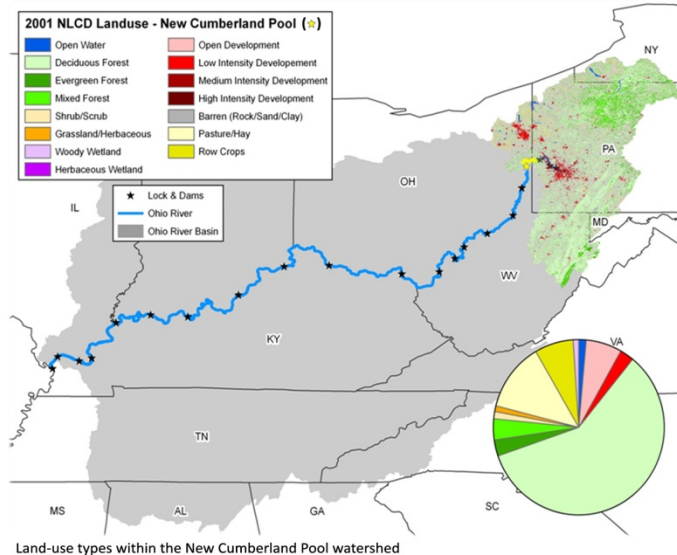 2001 NLCD Landuse - New Cumberland Pool (☆)
Open Water
Deciduous Forest
Evergreen Forest
Mixed Forest
Shrub/Scrub
Grassland/Herbaceous
Woody Wetland
Herbaceous Wetland
Open Development
Low Intensity Developement
Medium Intensity Development
High Intensity Development
Barren (Rock/Sand/Clay)
Pasture/Hay
Row Crops
NY
PA
OH
IL
Lock & Dams
Ohio River
Ohio River Basin
MD
WV
KY
VA
TN
MS
AL
GA
SC
Land-use types within the New Cumberland Pool watershed